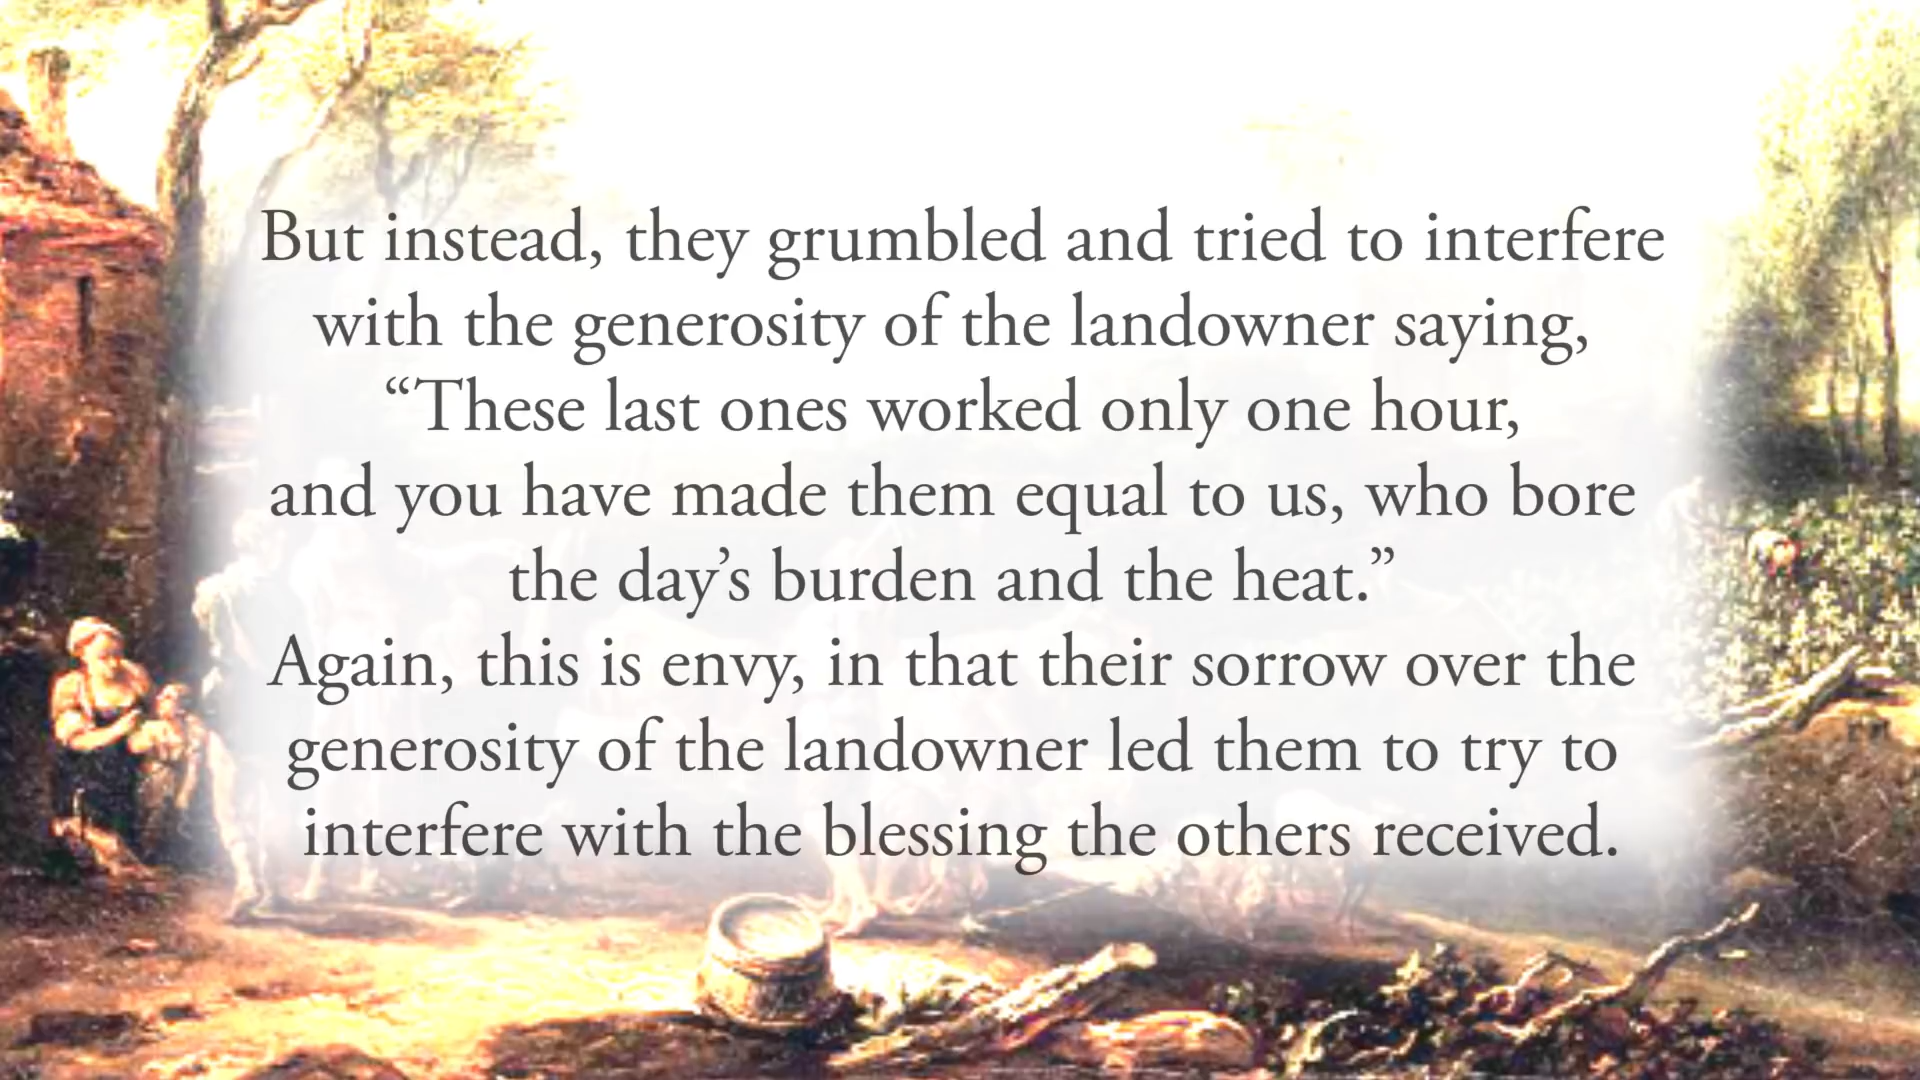 But instead, they grumbled and tried to interfere
with the generosity of the landowner saying,
“These last ones worked only one hour,
and you have made them equal to us, who bore
the day’s burden and the heat.”
Again, this is envy, in that their sorrow over the
generosity of the landowner led them to try to
interfere with the blessing the others received.